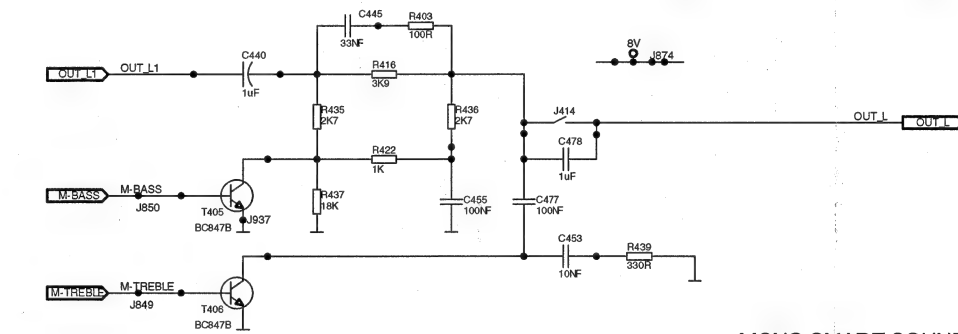 C445
R403
33NF
100R
8V
J874
C440
R416
OUT_L1
OUT_L1
1uF
3K9
R435
2K7
R436
2K7
J414
OUT_L
OUT_L
R422
1K
C478
1uF
M-BASS
M-BASS
J850
T405
BC847B
J937
R437
18K
C455
100NF
C477
100NF
C453
10NF
R439
330R
M-TREBLE
M-TREBLE
J849
T406
BC847B